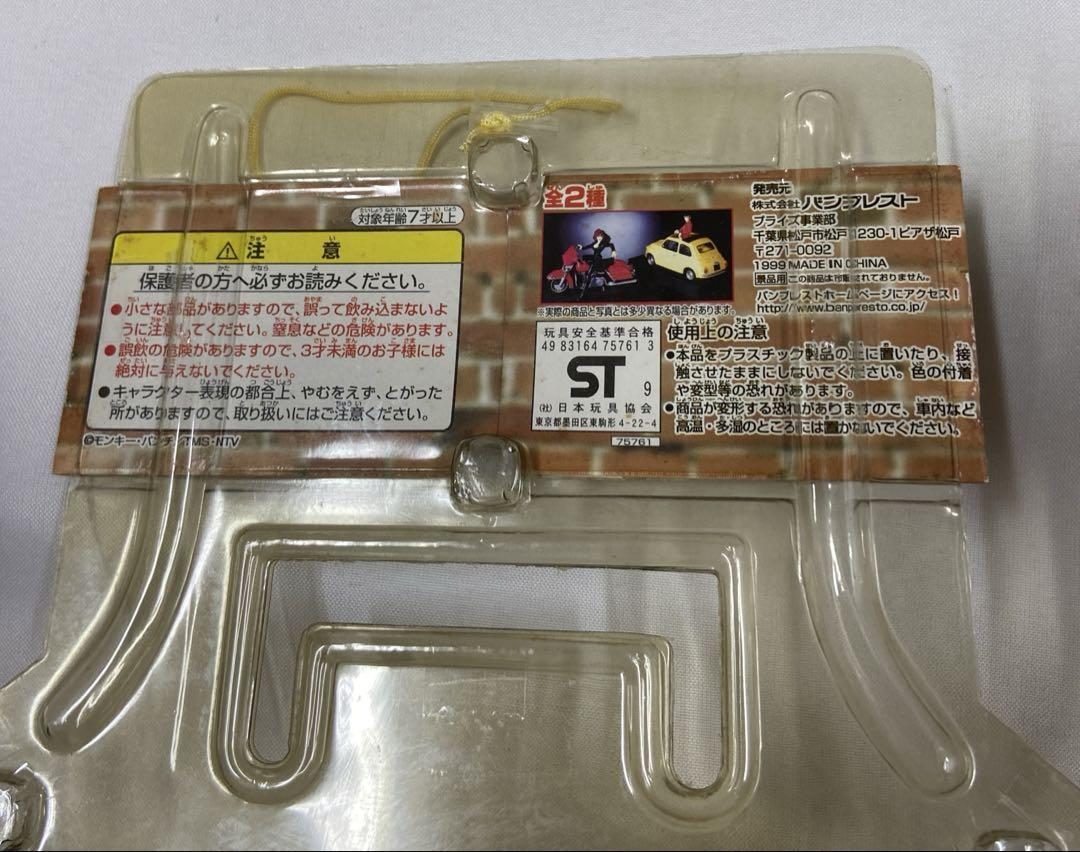 対象年齢7才以上
⚠注意
保護者の方へ必ずお読みください。
●小さな部品がありますので、誤って飲み込まないよ
うに注意してください。窒息などの危険があります。
●誤飲の危険がありますので、3才未満のお子様には
絶対に与えないでください。
●キャラクター表現の都合上、やむをえず、とがった
所がありますので、取り扱いにはご注意ください。
©モンキー・パンチ/TMS・NTV
全2種
※実際の商品と写真とは多少異なる場合があります。
玩具安全基準合格
49 83164 75761 3
ST 9
(社)日本玩具協会
東京都墨田区東駒形4-22-4
発売元
株式会社バンプレスト
プライズ事業部
千葉県松戸市松戸1230-1ピアザ松戸
〒271-0092
1999 MADE IN CHINA
景品用 この商品は市販されておりません。
バンプレストホームページにアクセス!
http://www.banpresto.co.jp/
使用上の注意
●本品をプラスチック製品の上に置いたり、接
触させたままにしないでください。色の付着
や変型等の恐れがあります。
●商品が変形する恐れがありますので、車内など
高温・多湿のところには置かないでください。
75761